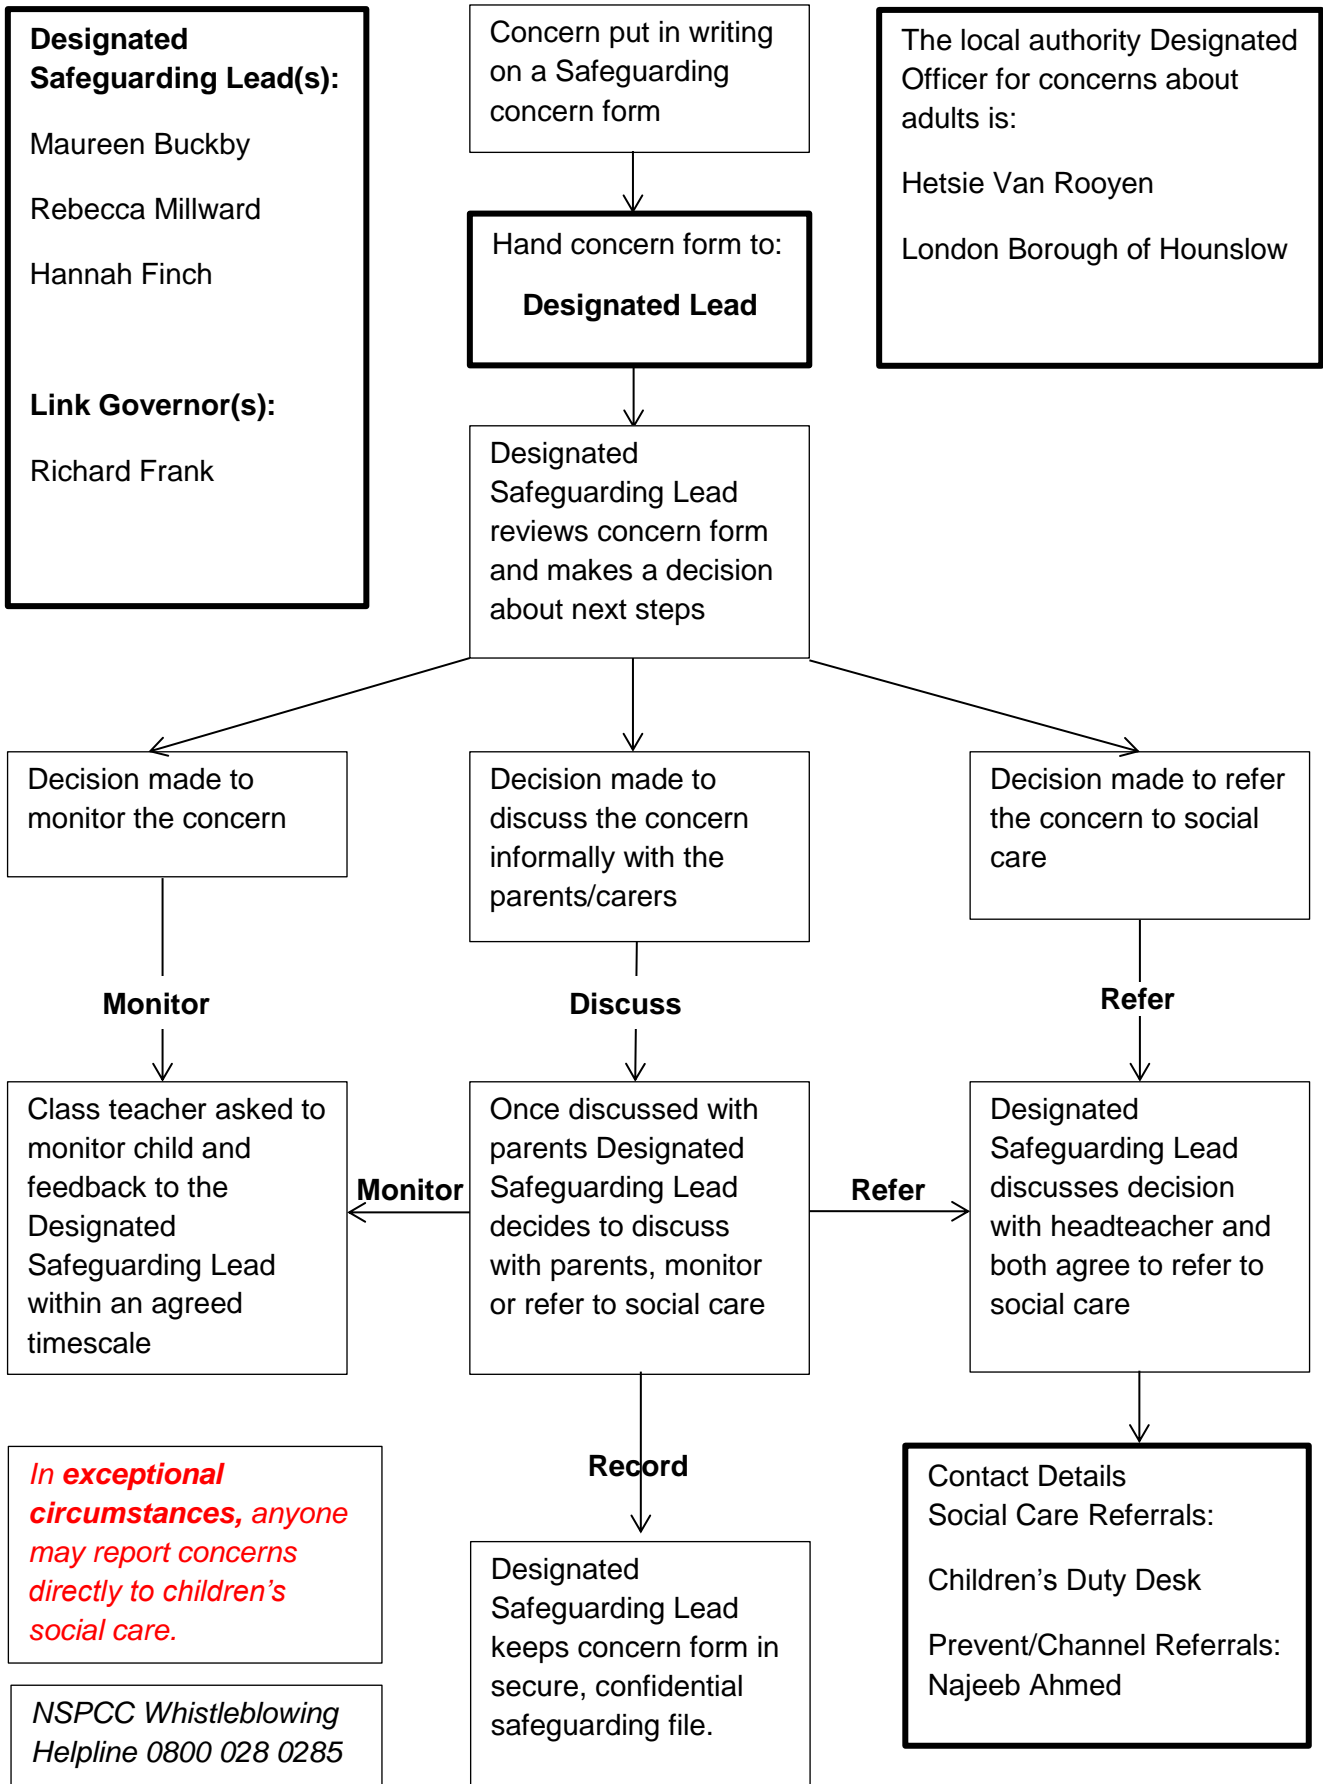 Designated
Safeguarding Lead(s):
Maureen Buckby
Rebecca Millward
Hannah Finch
Link Governor(s):
Richard Frank
Concern put in writing
on a Safeguarding
concern form
The local authority Designated
Officer for concerns about
adults is:
Hetsie Van Rooyen
London Borough of Hounslow
Hand concern form to:
Designated Lead
Designated
Safeguarding Lead
reviews concern form
and makes a decision
about next steps
Decision made to
monitor the concern
Decision made to
discuss the concern
informally with the
parents/carers
Decision made to refer
the concern to social
care
Monitor
Discuss
Refer
Class teacher asked to
monitor child and
feedback to the
Designated
Safeguarding Lead
within an agreed
timescale
Monitor
Once discussed with
parents Designated
Safeguarding Lead
decides to discuss
with parents, monitor
or refer to social care
Refer
Designated
Safeguarding Lead
discusses decision
with headteacher and
both agree to refer to
social care
In exceptional
circumstances, anyone
may report concerns
directly to children’s
social care.
Record
Contact Details
Social Care Referrals:
Children’s Duty Desk
Prevent/Channel Referrals:
Najeeb Ahmed
Designated
Safeguarding Lead
keeps concern form in
secure, confidential
safeguarding file.
NSPCC Whistleblowing
Helpline 0800 028 0285